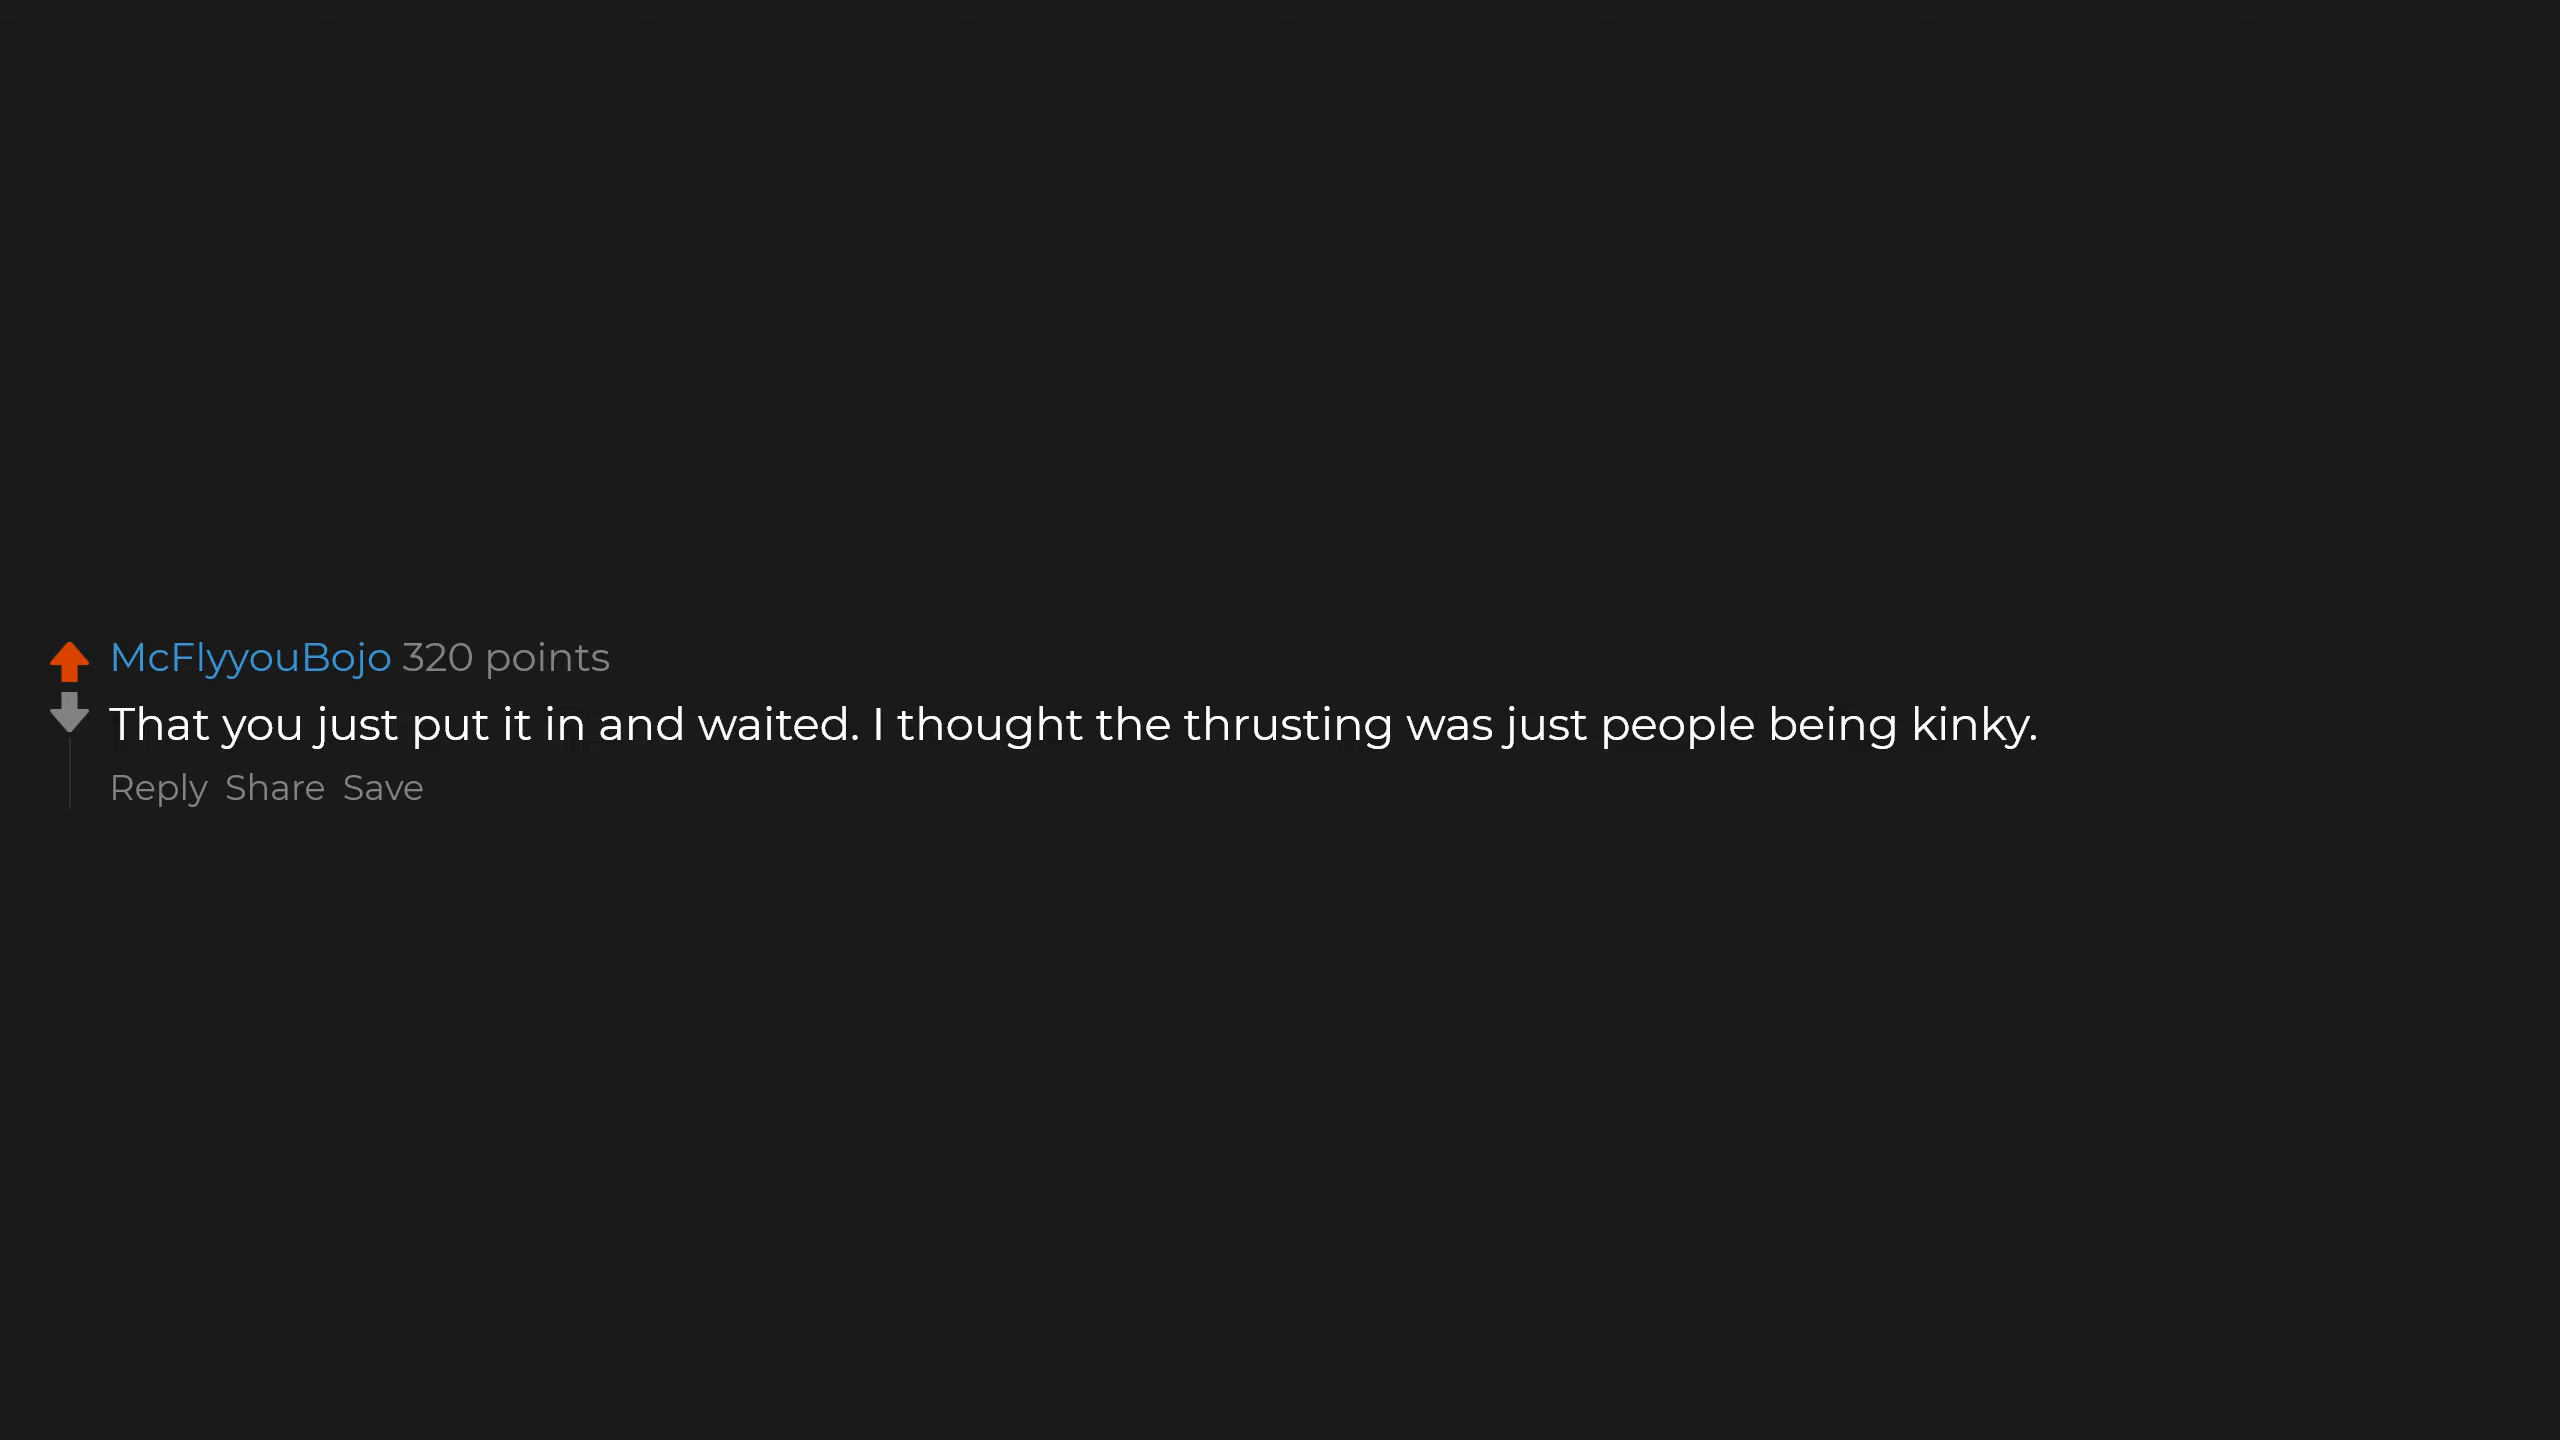 McFlyyouBojo 320 points
That you just put it in and waited. I thought the thrusting was just people being kinky.
Reply Share Save